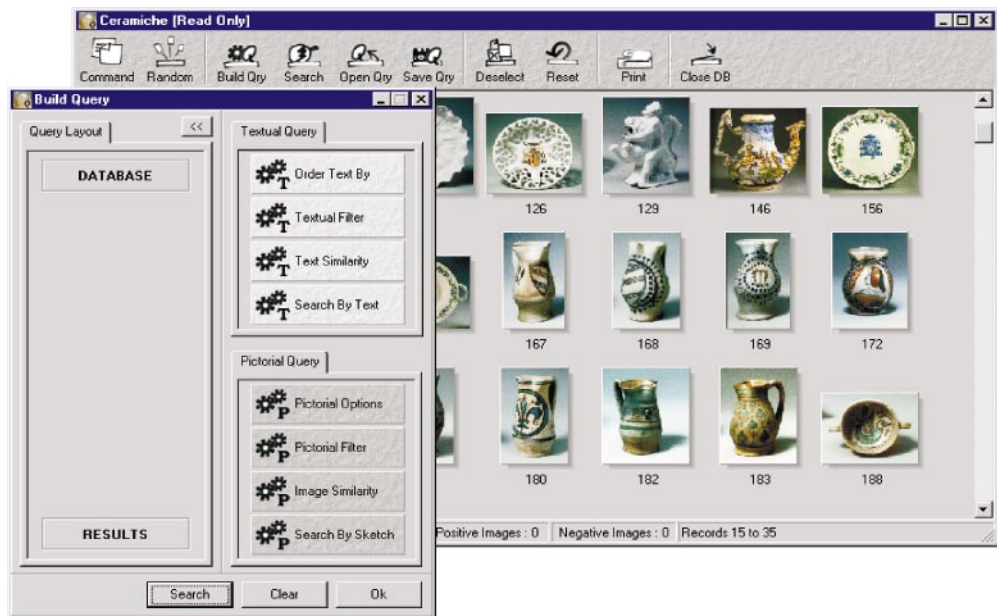 Ceramiche [Read Only]
Command Random Build Qry Search Open Qry Save Qry Deselect Reset Print Close DB
Build Query
Query Layout
<<
DATABASE
RESULTS
Textual Query
T Order Text By
T Textual Filter
T Text Similarity
T Search By Text
Pictorial Query
P Pictorial Options
P Pictorial Filter
P Image Similarity
P Search By Sketch
Search Clear Ok
126 129 146 156
167 168 169 172
180 182 183 188
Positive Images : 0 Negative Images : 0 Records 15 to 35